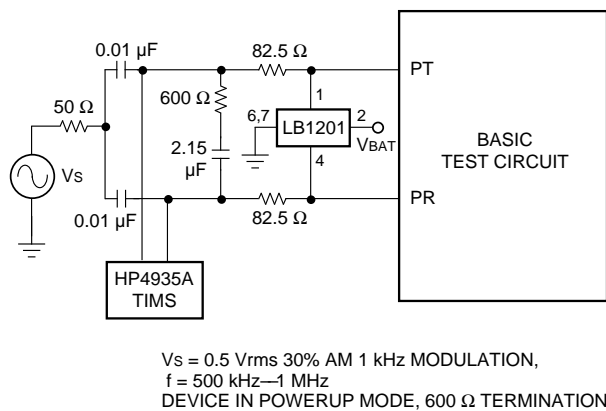 0.01 µF
82.5 Ω
PT
50 Ω
600 Ω
1
6,7
LB1201
2
VBAT
BASIC
TEST CIRCUIT
2.15
µF
VS
4
PR
0.01 µF
82.5 Ω
HP4935A
TIMS
VS = 0.5 Vrms 30% AM 1 kHz MODULATION,
f = 500 kHz—1 MHz
DEVICE IN POWERUP MODE, 600 Ω TERMINATION